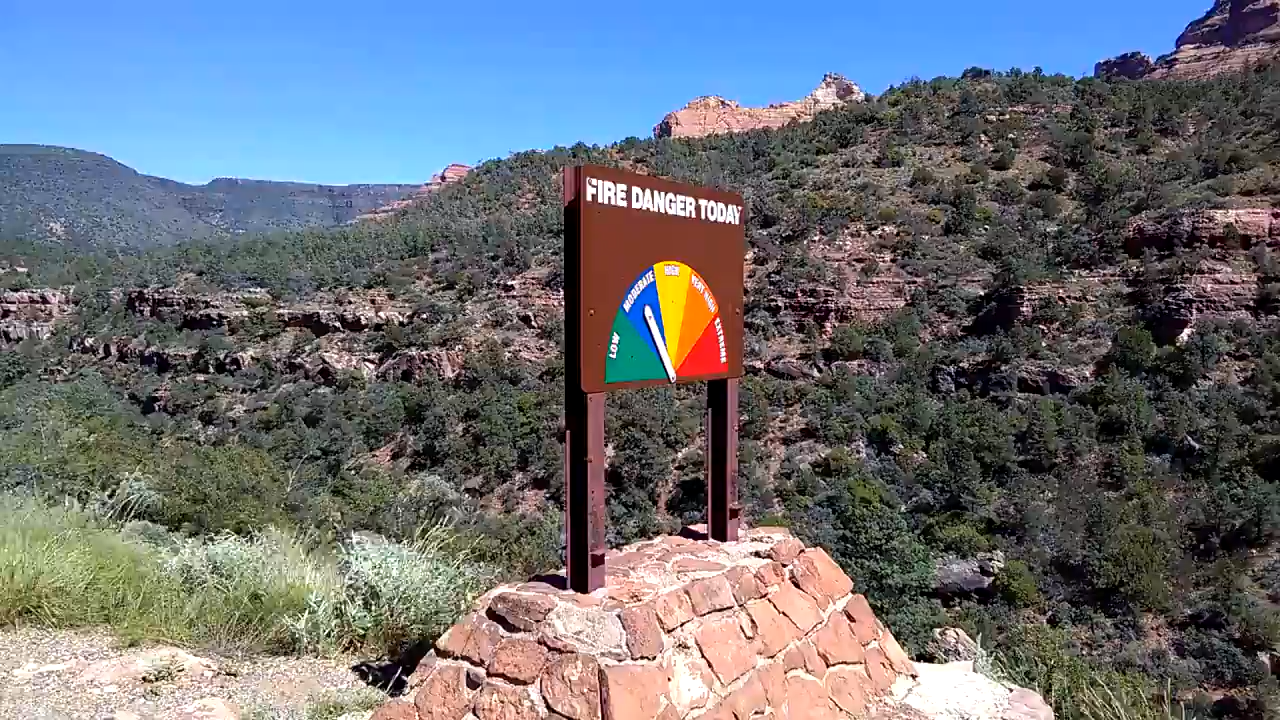 FIRE DANGER TODAY
LOW
MODERATE
HIGH
VERY HIGH
EXTREME